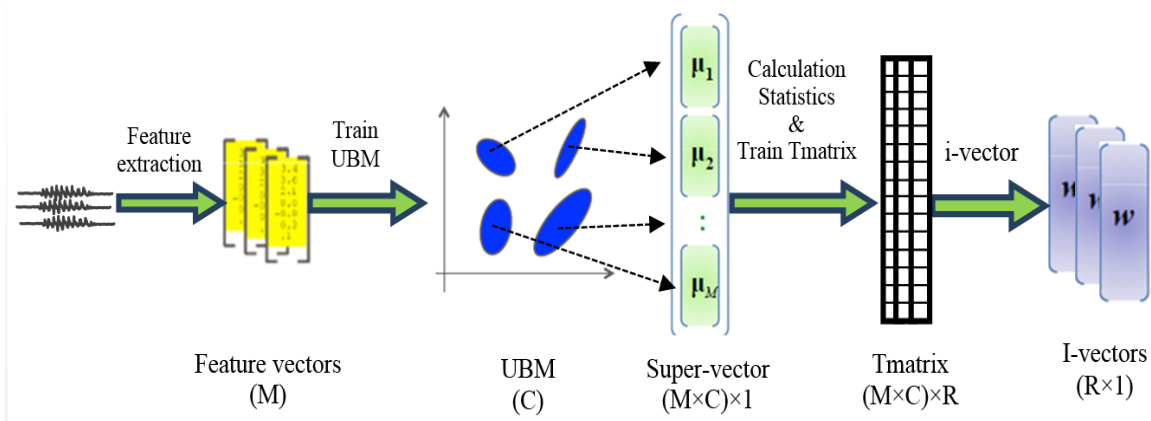 Feature
extraction
Train
UBM
μ1
μ2
:
μM
Calculation
Statistics
&
Train Tmatrix
i-vector
w
w
w
Feature vectors
(M)
UBM
(C)
Super-vector
(M×C)×1
Tmatrix
(M×C)×R
I-vectors
(R×1)